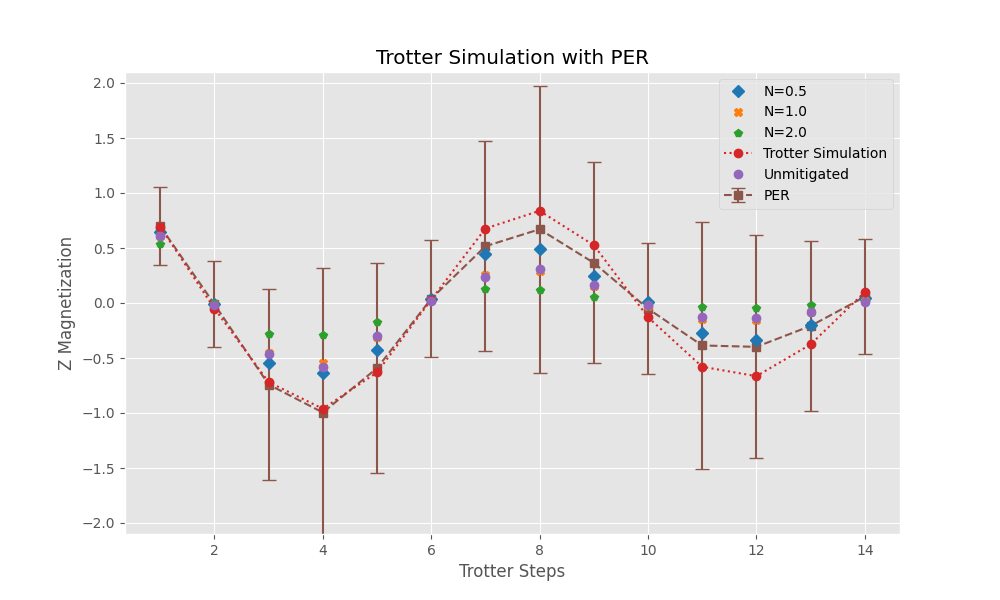 Trotter Simulation with PER
N=0.5
N=1.0
N=2.0
Trotter Simulation
Unmitigated
PER
Z Magnetization
2.0
1.5
1.0
0.5
0.0
−0.5
−1.0
−1.5
−2.0
2 4 6 8 10 12 14
Trotter Steps